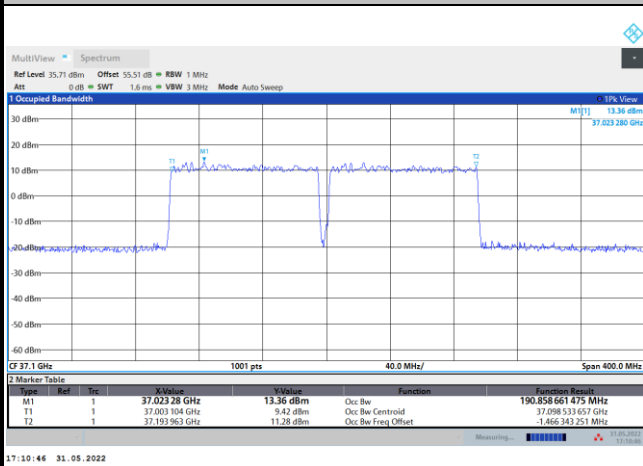 MultiView Spectrum
Ref Level 35.71 dBm Offset 55.51 dB RBW 1 MHz
Att 0 dB SWT 1.6 ms VBW 3 MHz Mode Auto Sweep
1 Occupied Bandwidth 1Pk View
M1[1] 13.36 dBm
37.023 280 GHz
30 dBm
20 dBm
T1 M1 T2
10 dBm
0 dBm
-10 dBm
-20 dBm
-30 dBm
-40 dBm
-50 dBm
-60 dBm
CF 37.1 GHz 1001 pts 40.0 MHz/ Span 400.0 MHz
2 Marker Table
Type Ref Trc X-Value Y-Value Function Function Result
M1 1 37.023 28 GHz 13.36 dBm Occ Bw 190.858 661 475 MHz
T1 1 37.003 104 GHz 9.42 dBm Occ Bw Centroid 37.098 533 657 GHz
T2 1 37.193 963 GHz 11.28 dBm Occ Bw Freq Offset -1.466 343 251 MHz
Measuring... 31.05.2022
17:10:46
17:10:46 31.05.2022